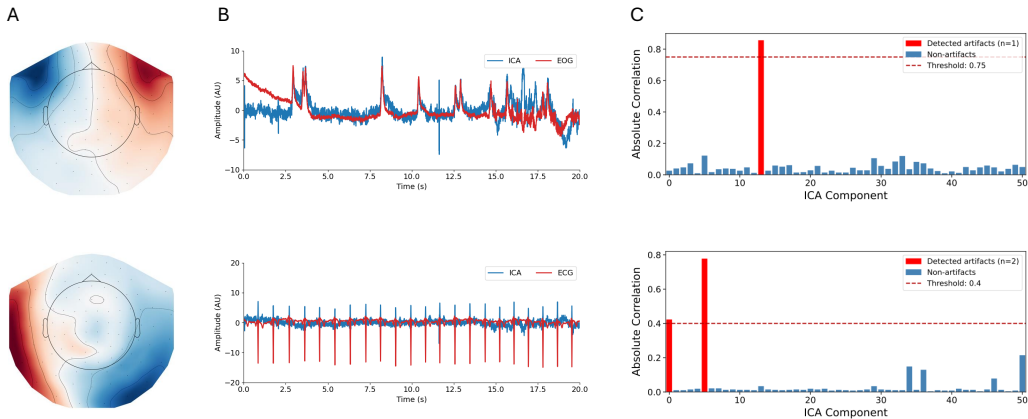 A
B
C
10
5
0
−5
−10
Amplitude (AU)
ICA
EOG
0.0
2.5
5.0
7.5
10.0
12.5
15.0
17.5
20.0
Time (s)
0.8
0.6
0.4
0.2
0.0
Absolute Correlation
Detected artifacts (n=1)
Non-artifacts
Threshold: 0.75
0
10
20
30
40
50
ICA Component
20
10
0
−10
−20
Amplitude (AU)
ICA
ECG
0.0
2.5
5.0
7.5
10.0
12.5
15.0
17.5
20.0
Time (s)
0.8
0.6
0.4
0.2
0.0
Absolute Correlation
Detected artifacts (n=2)
Non-artifacts
Threshold: 0.4
0
10
20
30
40
50
ICA Component